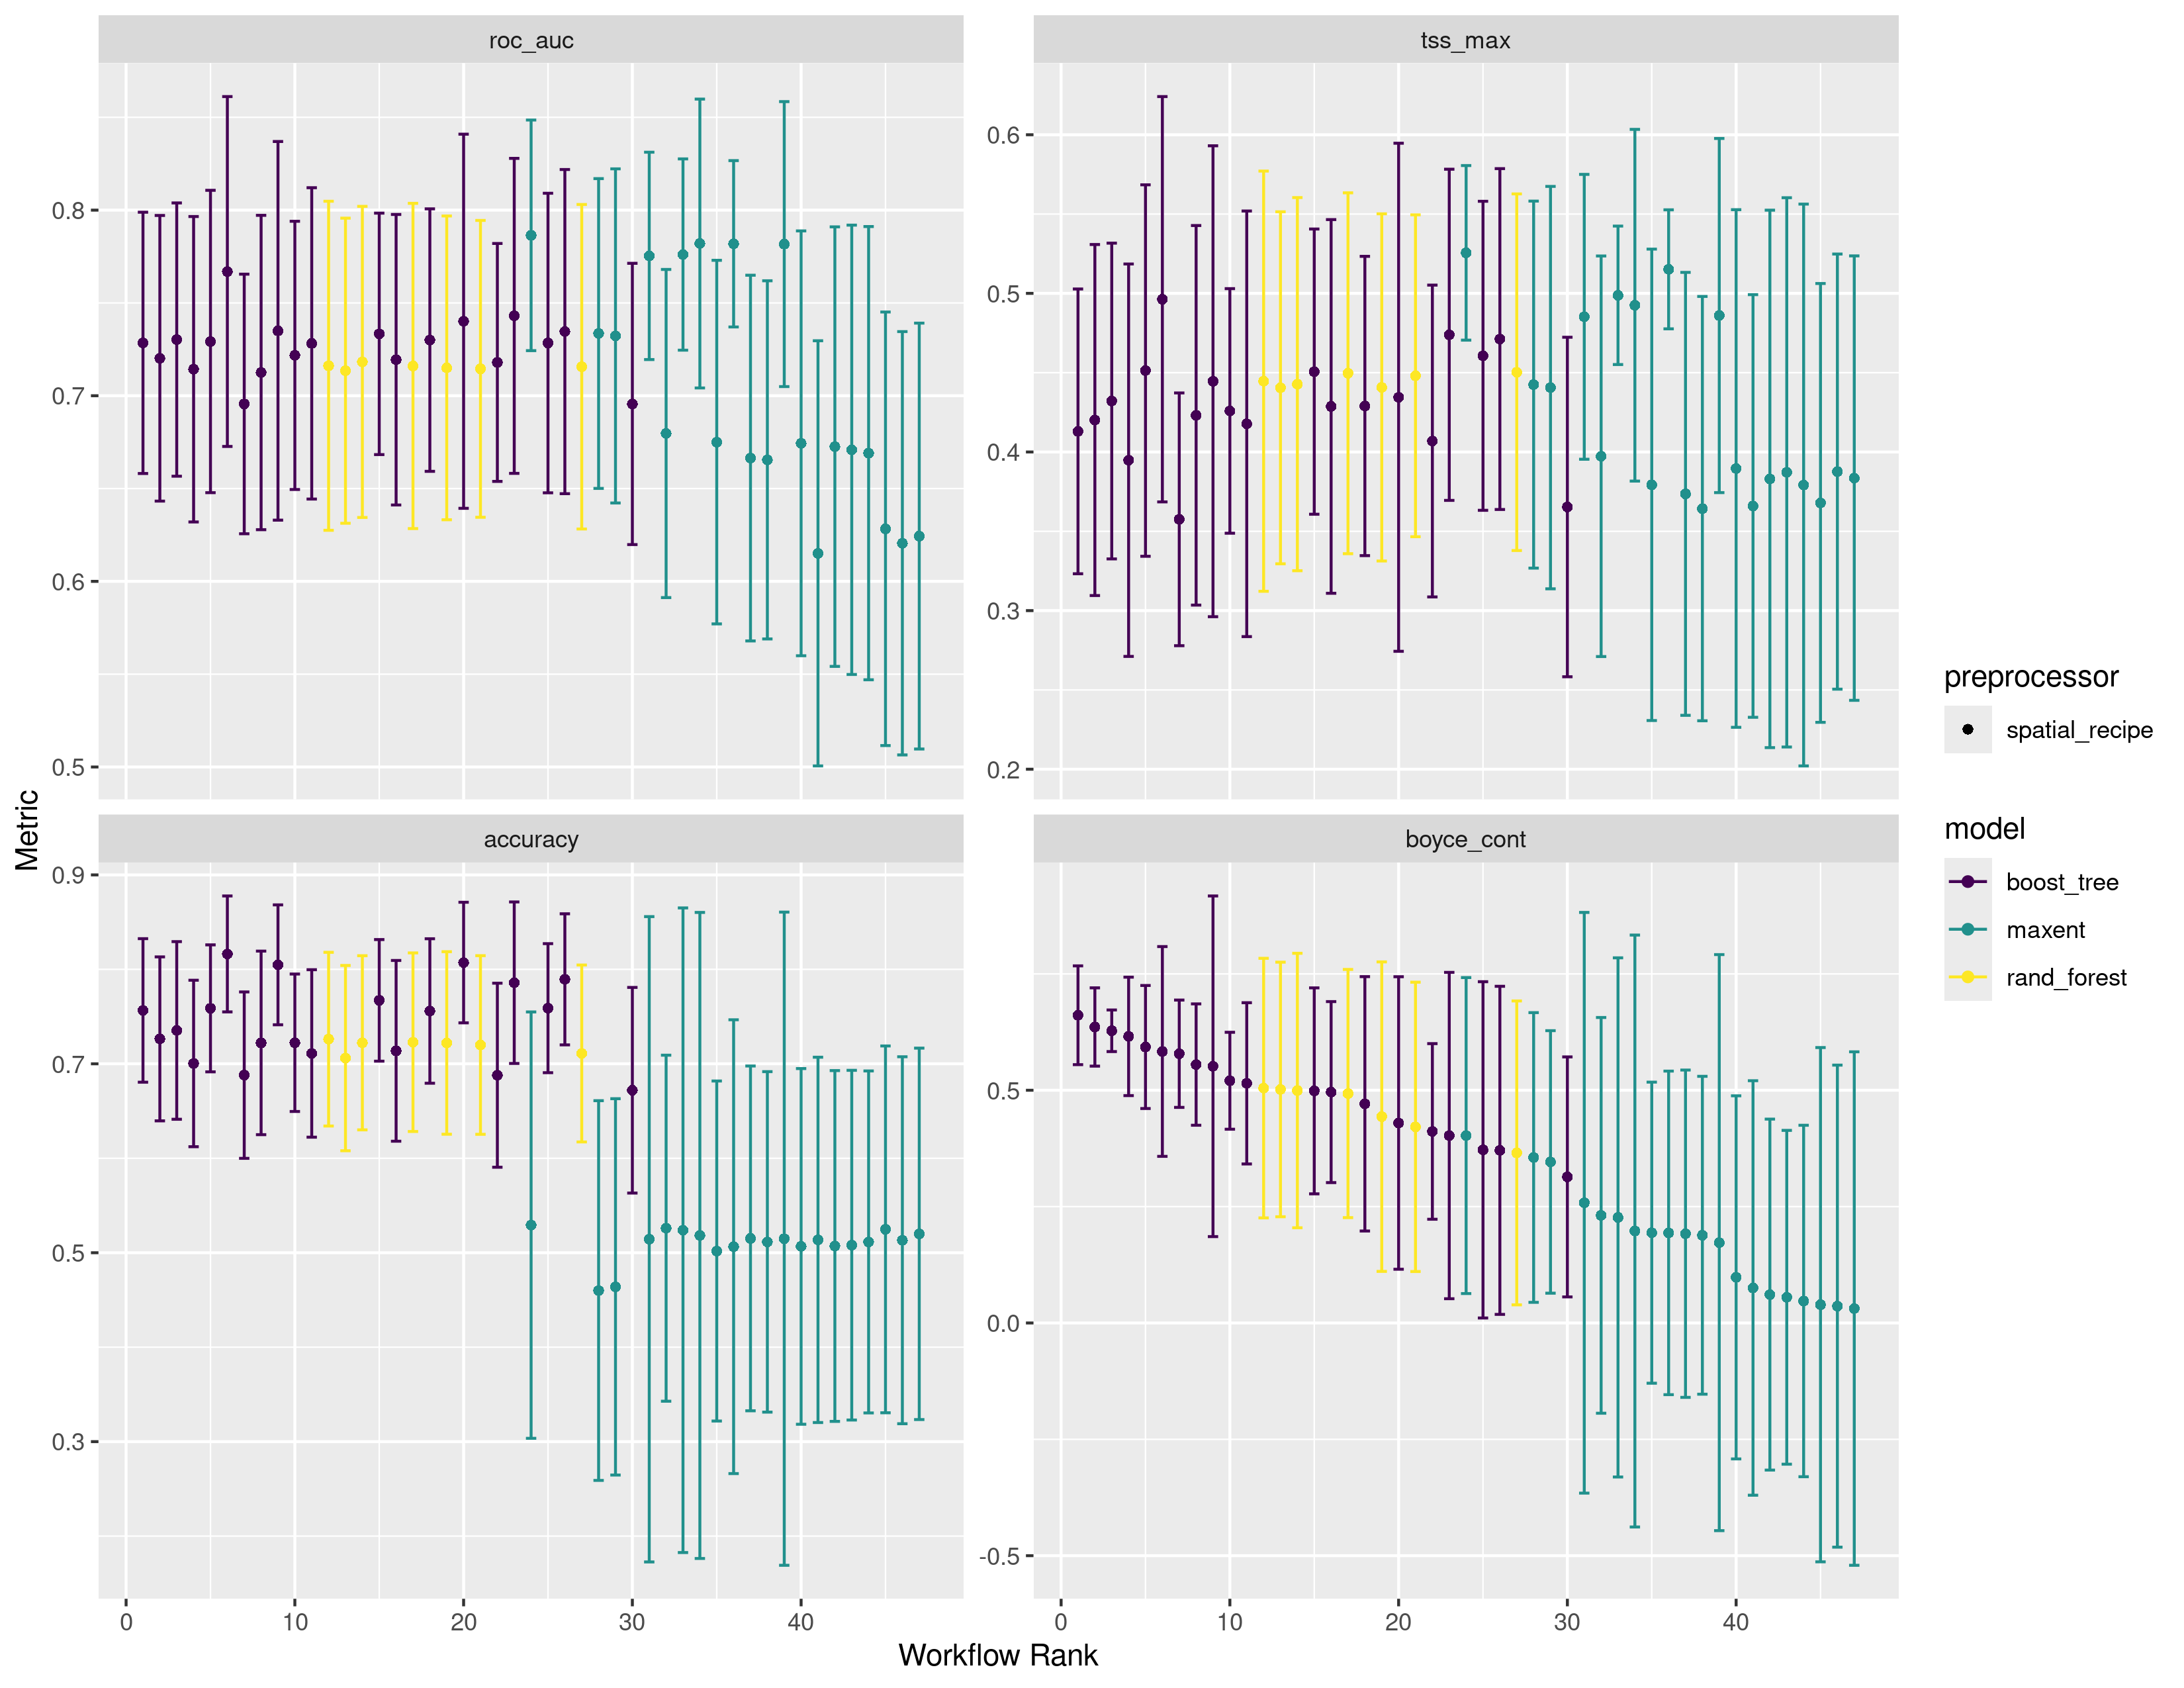 roc_auc
tss_max
0.8
0.7
0.6
0.5
0.6
0.5
0.4
0.3
0.2
accuracy
boyce_cont
0.9
0.7
0.5
0.3
0.5
0.0
-0.5
0 10 20 30 40
0 10 20 30 40
Workflow Rank
Metric
preprocessor
spatial_recipe
model
boost_tree
maxent
rand_forest